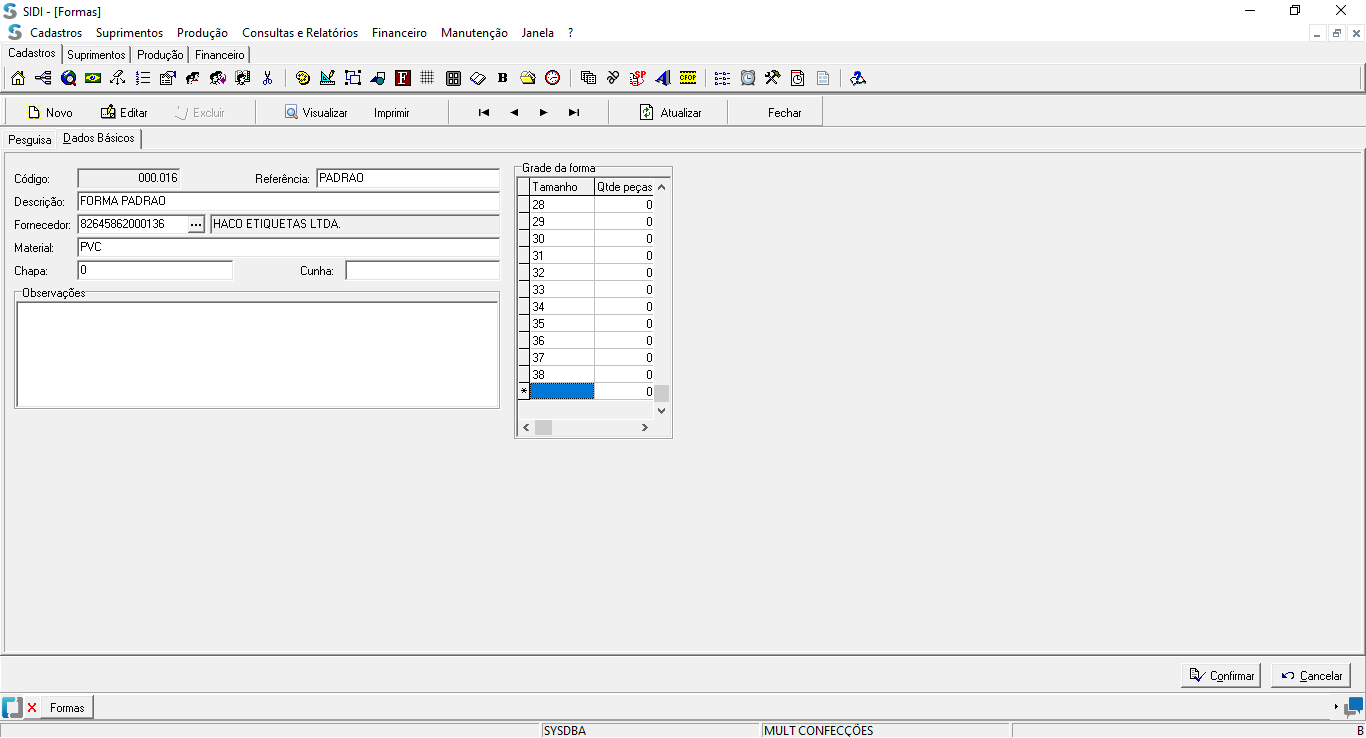 SIDI - [Formas]
Cadastros Suprimentos Produção Consultas e Relatórios Financeiro Manutenção Janela ?
Cadastros Suprimentos Produção Financeiro
F B SP CFOP
Novo Editar Excluir Visualizar Imprimir Atualizar Fechar
Pesquisa Dados Básicos
Código: 000.016 Referência: PADRAO
Descrição: FORMA PADRAO
Fornecedor: 82645862000136 ... HACO ETIQUETAS LTDA.
Material: PVC
Chapa: 0 Cunha:
Observações
Grade da forma
Tamanho Qtde peças
28 0
29 0
30 0
31 0
32 0
33 0
34 0
35 0
36 0
37 0
38 0
* 0
Confirmar Cancelar
Formas
SYSDBA MULT CONFECÇÕES B